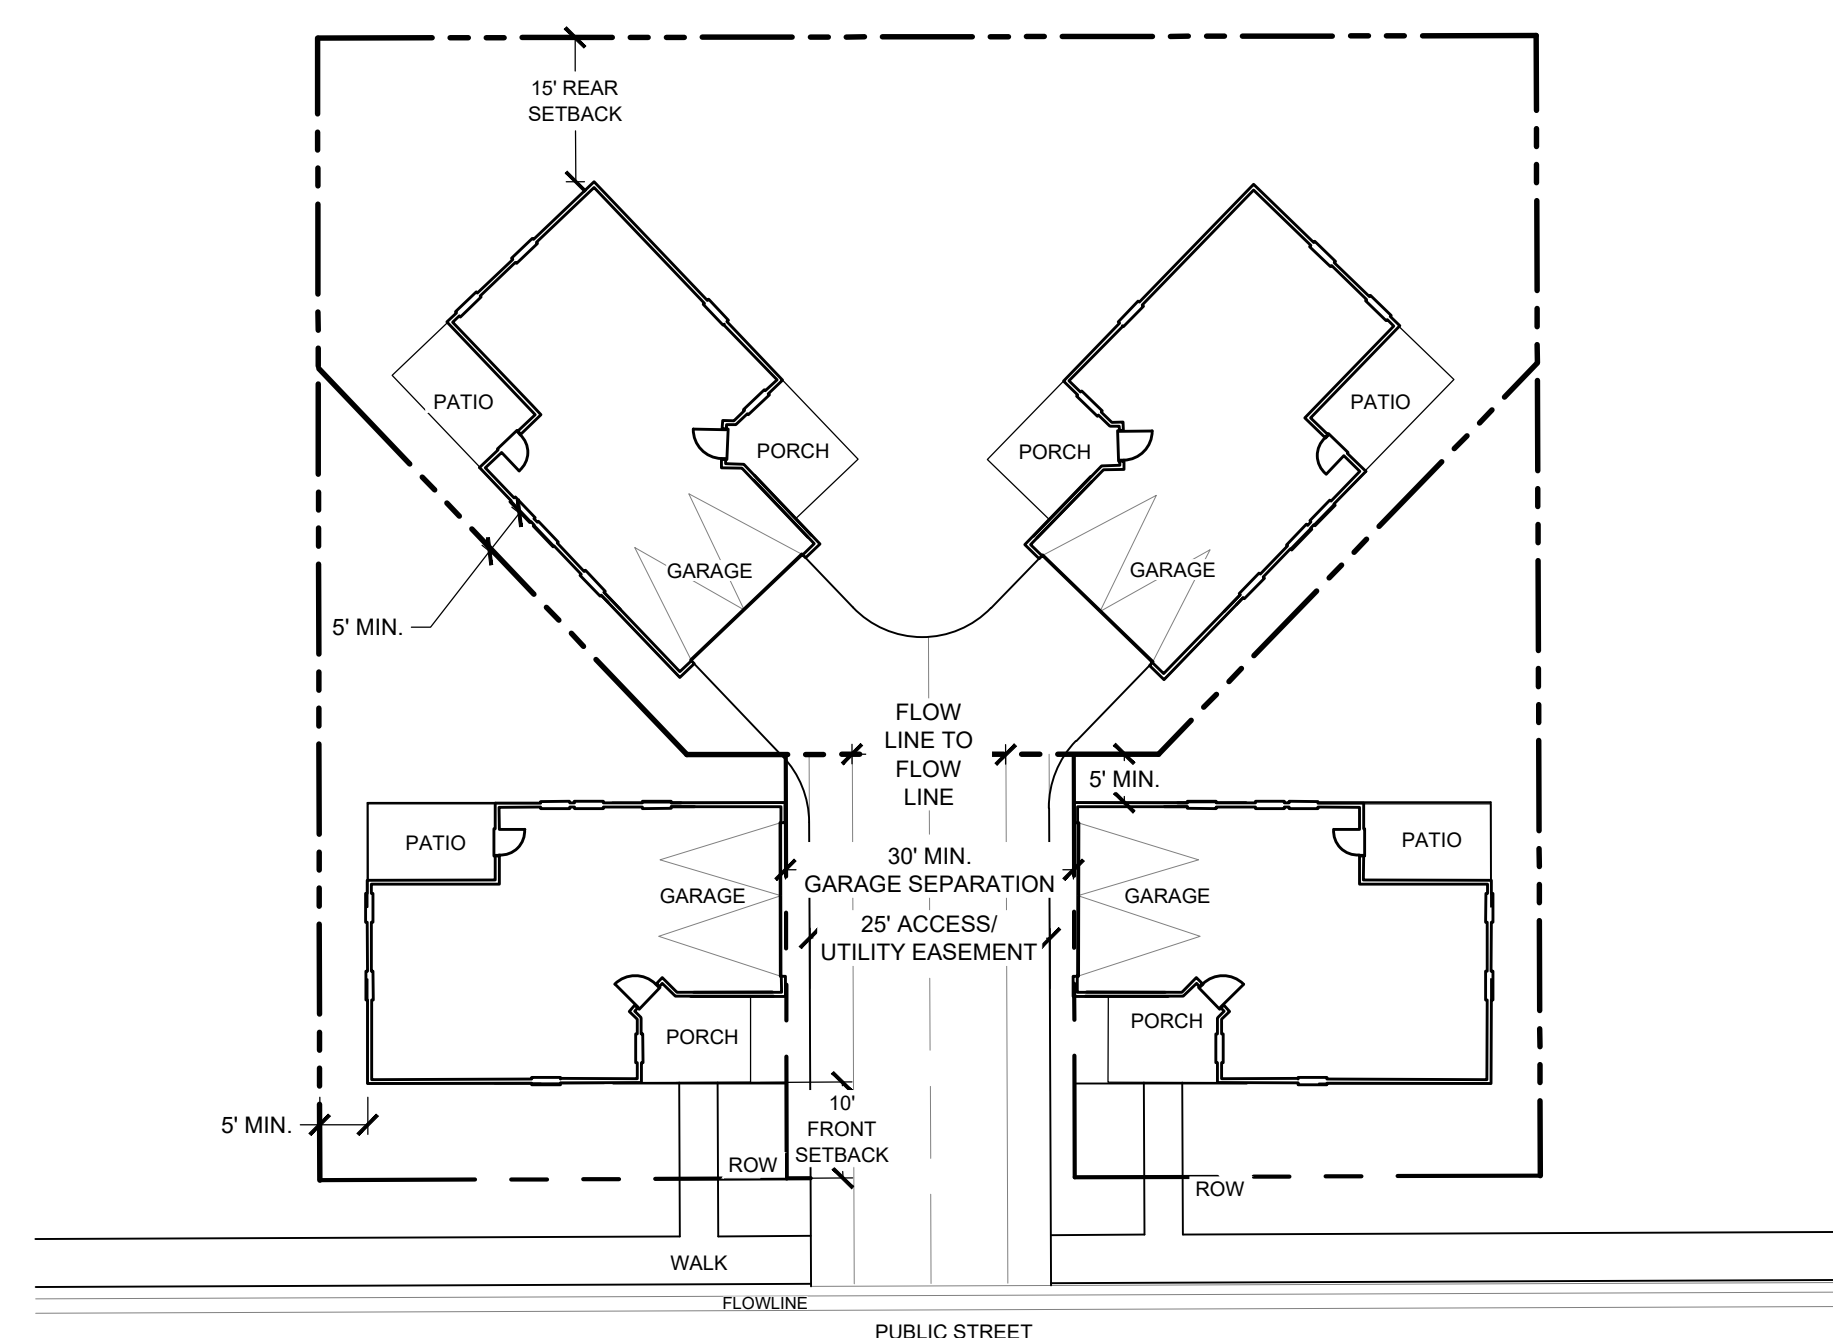 15' REAR
SETBACK
PATIO
PORCH
PORCH
PATIO
GARAGE
GARAGE
5' MIN.
FLOW
LINE TO
FLOW
LINE
5' MIN.
PATIO
PATIO
30' MIN.
GARAGE SEPARATION
GARAGE
GARAGE
25' ACCESS/
UTILITY EASEMENT
PORCH
PORCH
5' MIN.
10'
FRONT
SETBACK
ROW
ROW
WALK
FLOWLINE
PUBLIC STREET